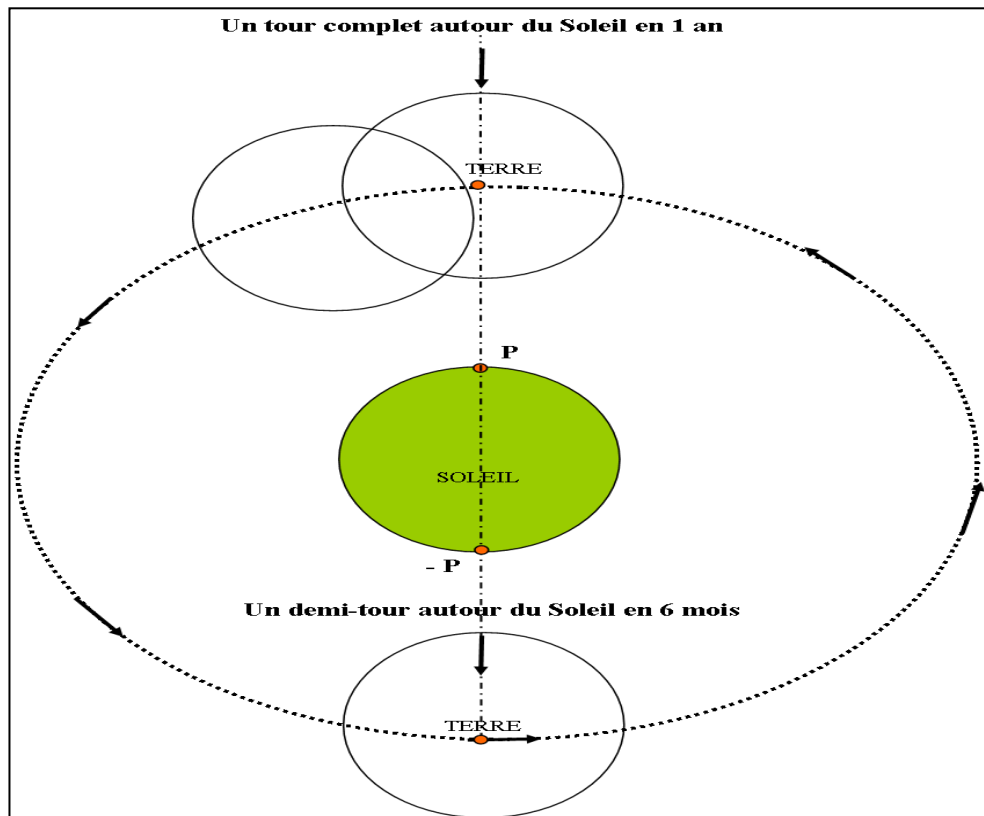 Un tour complet autour du Soleil en 1 an
TERRE
P
SOLEIL
- P
Un demi-tour autour du Soleil en 6 mois
TERRE